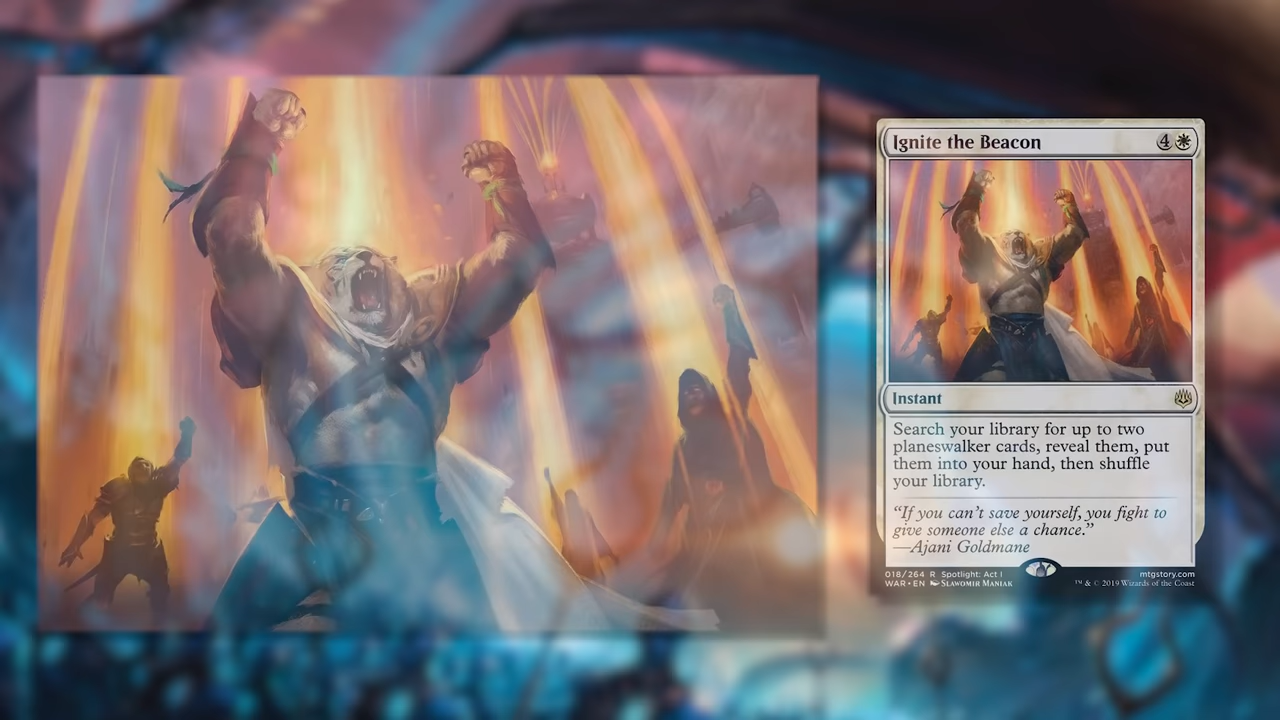 Ignite the Beacon 4
Instant
Search your library for up to two
planeswalker cards, reveal them, put
them into your hand, then shuffle
your library.
“If you can’t save yourself, you fight to
give someone else a chance.”
—Ajani Goldmane
018/264 R Spotlight: Act I
WAR • EN Slawomir Maniak
mtgstory.com
™ & © 2019 Wizards of the Coast